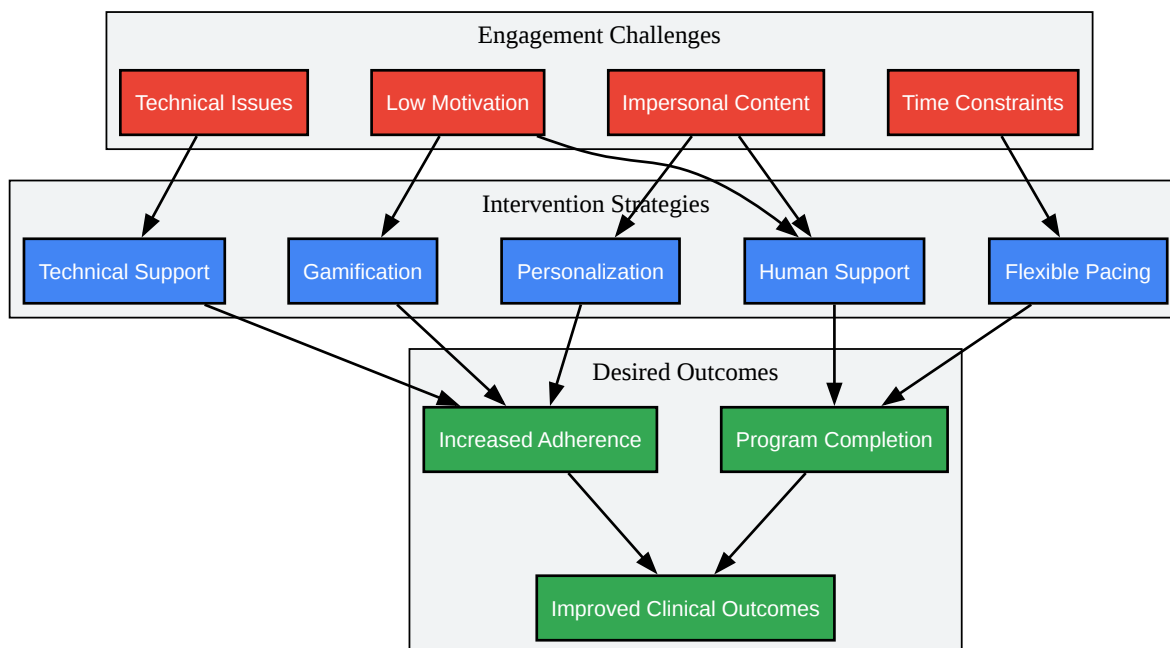 Engagement Challenges
Technical Issues
Low Motivation
Impersonal Content
Time Constraints
Intervention Strategies
Technical Support
Gamification
Personalization
Human Support
Flexible Pacing
Desired Outcomes
Increased Adherence
Program Completion
Improved Clinical Outcomes